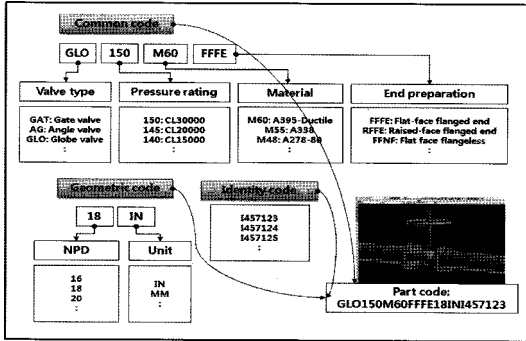 Common code
GLO 150 M60 FFFE
Valve type Pressure rating Material End preparation
GAT: Gate valve
AG: Angle valve
GLO: Globe valve
:
150: CL30000
145: CL20000
140: CL15000
:
M60: A395-Ductile
M55: A338
M48: A278-80
:
FFFE: Flat-face flanged end
RFFE: Raised-face flanged end
FFNF: Flat face flangeless
:
Geometric code
18 IN
NPD Unit
16
18
20
:
IN
MM
:
Identity code
I457123
I457124
I457125
:
Part code:
GLO150M60FFFE18INI457123